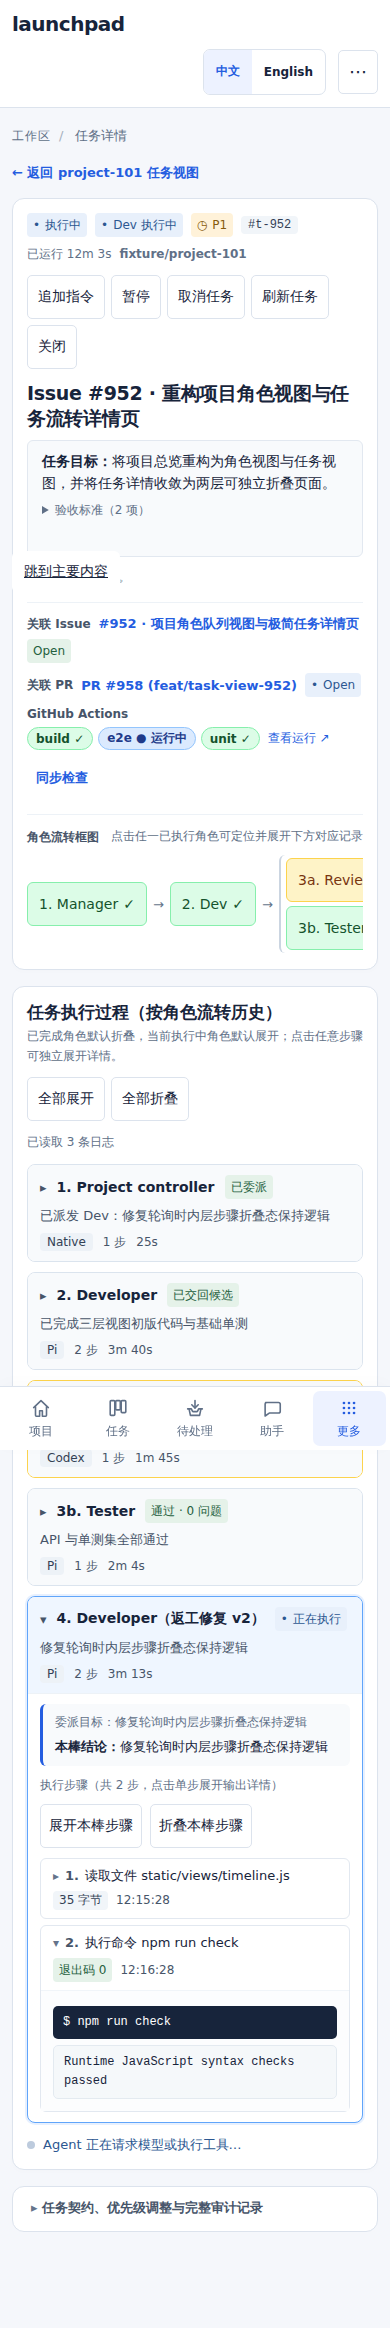 launchpad
中文 English ⋯
工作区 / 任务详情
← 返回 project-101 任务视图
• 执行中 • Dev 执行中 ◷ P1 #t-952
已运行 12m 3s fixture/project-101
追加指令 暂停 取消任务 刷新任务
关闭
Issue #952 · 重构项目角色视图与任
务流转详情页
任务目标：将项目总览重构为角色视图与任务视
图，并将任务详情收敛为两层可独立折叠页面。
▶ 验收标准（2 项）
跳到主要内容
关联 Issue #952 · 项目角色队列视图与极简任务详情页
Open
关联 PR PR #958 (feat/task-view-952) • Open
GitHub Actions
build ✓ e2e ● 运行中 unit ✓ 查看运行 ↗
同步检查
角色流转框图 点击任一已执行角色可定位并展开下方对应记录
1. Manager ✓ → 2. Dev ✓ → 3a. Revie
3b. Tester
任务执行过程（按角色流转历史）
已完成角色默认折叠，当前执行中角色默认展开；点击任意步骤
可独立展开详情。
全部展开 全部折叠
已读取 3 条日志
▸ 1. Project controller 已委派
已派发 Dev：修复轮询时内层步骤折叠态保持逻辑
Native 1 步 25s
▸ 2. Developer 已交回候选
已完成三层视图初版代码与基础单测
Pi 2 步 3m 40s
项目 任务 待处理 助手 更多
Codex 1 步 1m 45s
▸ 3b. Tester 通过 · 0 问题
API 与单测集全部通过
Pi 1 步 2m 4s
▾ 4. Developer（返工修复 v2） • 正在执行
修复轮询时内层步骤折叠态保持逻辑
Pi 2 步 3m 13s
委派目标：修复轮询时内层步骤折叠态保持逻辑
本棒结论：修复轮询时内层步骤折叠态保持逻辑
执行步骤（共 2 步，点击单步展开输出详情）
展开本棒步骤 折叠本棒步骤
▸ 1. 读取文件 static/views/timeline.js
35 字节 12:15:28
▾ 2. 执行命令 npm run check
退出码 0 12:16:28
$ npm run check
Runtime JavaScript syntax checks
passed
Agent 正在请求模型或执行工具…
▸ 任务契约、优先级调整与完整审计记录